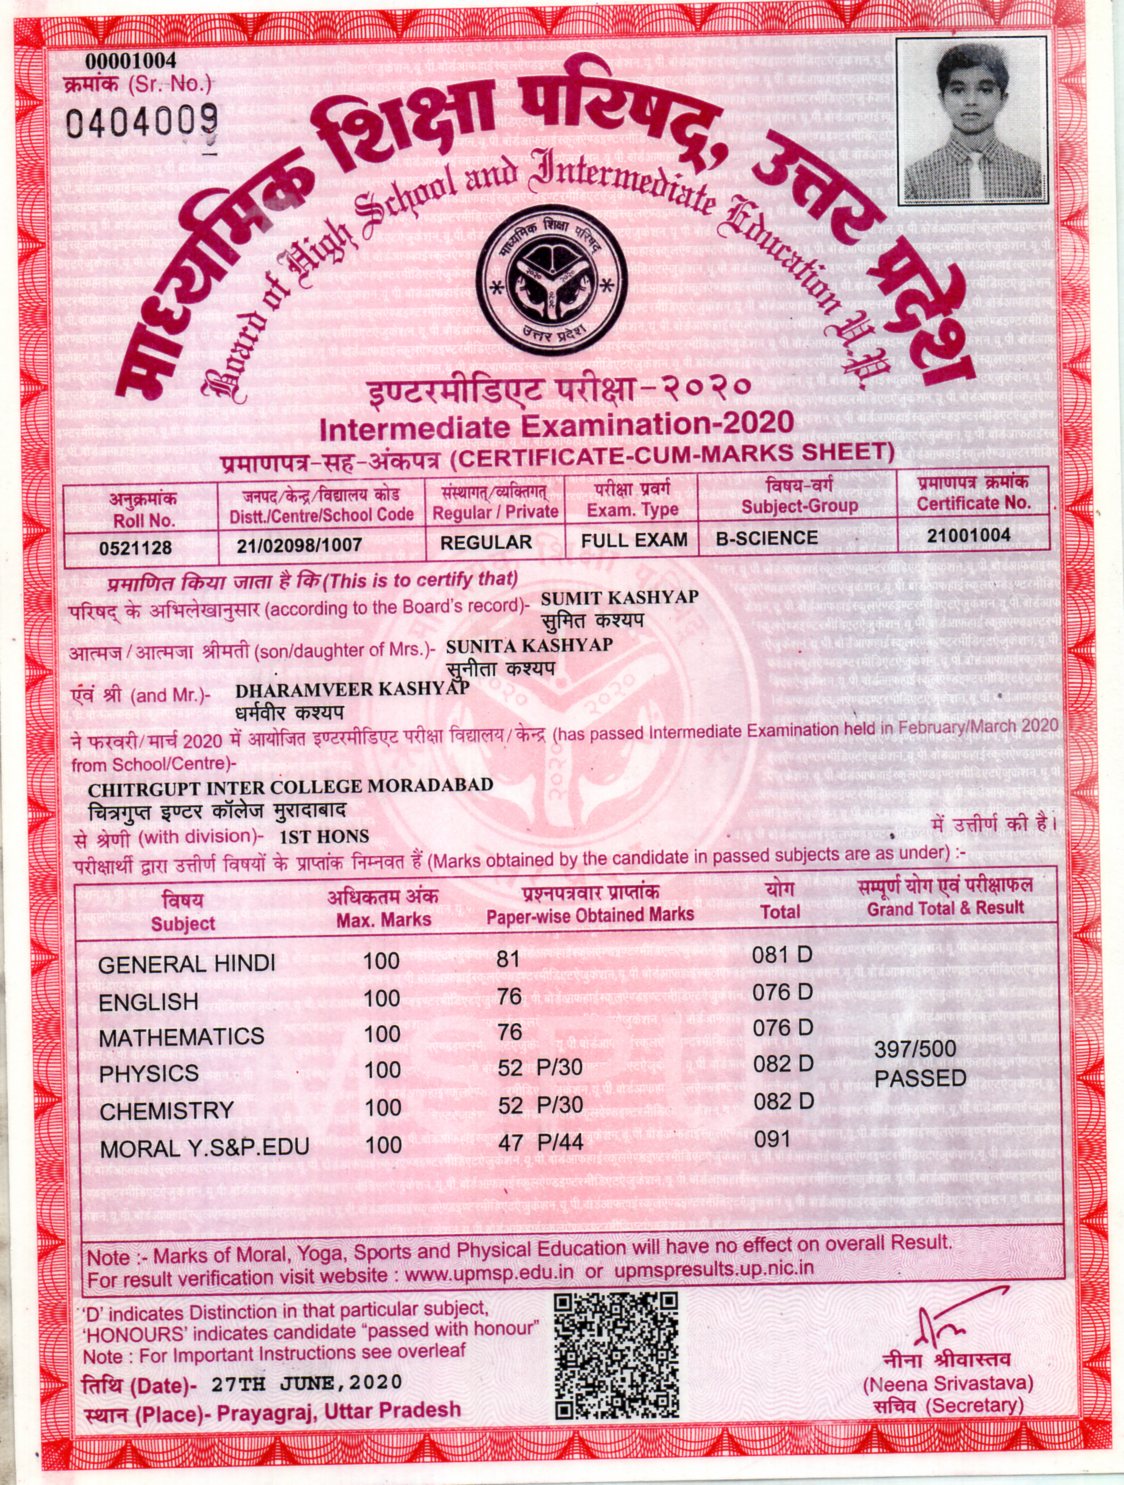 00001004
क्रमांक (Sr. No.)
0404009
माध्यमिक शिक्षा परिषद्, उत्तर प्रदेश
Board of High School and Intermediate Education U.P.
माध्यमिक शिक्षा परिषद्
उत्तर प्रदेश
इण्टरमीडिएट परीक्षा-२०२०
Intermediate Examination-2020
प्रमाणपत्र-सह-अंकपत्र (CERTIFICATE-CUM-MARKS SHEET)
अनुक्रमांक जनपद/केन्द्र/विद्यालय कोड संस्थागत्/व्यक्तिगत् परीक्षा प्रवर्ग विषय-वर्ग प्रमाणपत्र क्रमांक
Roll No. Distt./Centre/School Code Regular / Private Exam. Type Subject-Group Certificate No.
0521128 21/02098/1007 REGULAR FULL EXAM B-SCIENCE 21001004
प्रमाणित किया जाता है कि (This is to certify that)
परिषद् के अभिलेखानुसार (according to the Board's record)- SUMIT KASHYAP
सुमित कश्यप
आत्मज/आत्मजा श्रीमती (son/daughter of Mrs.)- SUNITA KASHYAP
सुनीता कश्यप
एंवं श्री (and Mr.)- DHARAMVEER KASHYAP
धर्मवीर कश्यप
ने फरवरी/मार्च 2020 में आयोजित इण्टरमीडिएट परीक्षा विद्यालय/केन्द्र (has passed Intermediate Examination held in February/March 2020
from School/Centre)-
CHITRGUPT INTER COLLEGE MORADABAD
चित्रगुप्त इण्टर कॉलेज मुरादाबाद
से श्रेणी (with division)- 1ST HONS में उत्तीर्ण की है।
परीक्षार्थी द्वारा उत्तीर्ण विषयों के प्राप्तांक निम्नवत हैं (Marks obtained by the candidate in passed subjects are as under) :-
विषय अधिकतम अंक प्रश्नपत्रवार प्राप्तांक योग सम्पूर्ण योग एवं परीक्षाफल
Subject Max. Marks Paper-wise Obtained Marks Total Grand Total & Result
GENERAL HINDI 100 81 081 D
ENGLISH 100 76 076 D
MATHEMATICS 100 76 076 D
397/500
PHYSICS 100 52 P/30 082 D
PASSED
CHEMISTRY 100 52 P/30 082 D
MORAL Y.S&P.EDU 100 47 P/44 091
Note :- Marks of Moral, Yoga, Sports and Physical Education will have no effect on overall Result.
For result verification visit website : www.upmsp.edu.in or upmspresults.up.nic.in
'D' indicates Distinction in that particular subject,
'HONOURS' indicates candidate "passed with honour"
Note : For Important Instructions see overleaf
तिथि (Date)- 27TH JUNE,2020
स्थान (Place)- Prayagraj, Uttar Pradesh
नीना श्रीवास्तव
(Neena Srivastava)
सचिव (Secretary)